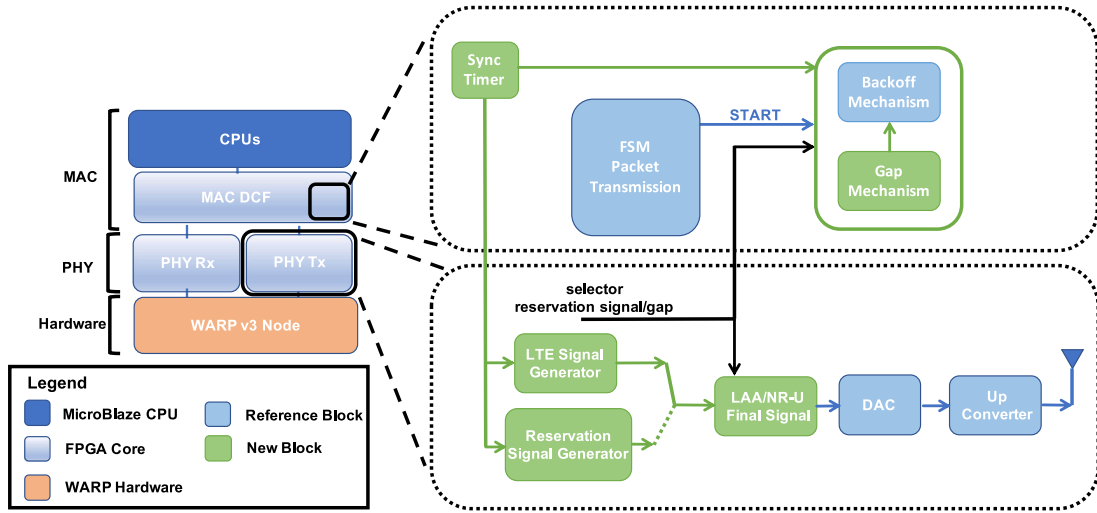 MAC
PHY
Hardware
CPUs
MAC DCF
PHY Rx
PHY Tx
WARP v3 Node
Legend
MicroBlaze CPU
FPGA Core
WARP Hardware
Reference Block
New Block
Sync
Timer
FSM
Packet
Transmission
START
Backoff
Mechanism
Gap
Mechanism
selector
reservation signal/gap
LTE Signal
Generator
Reservation
Signal Generator
LAA/NR-U
Final Signal
DAC
Up
Converter